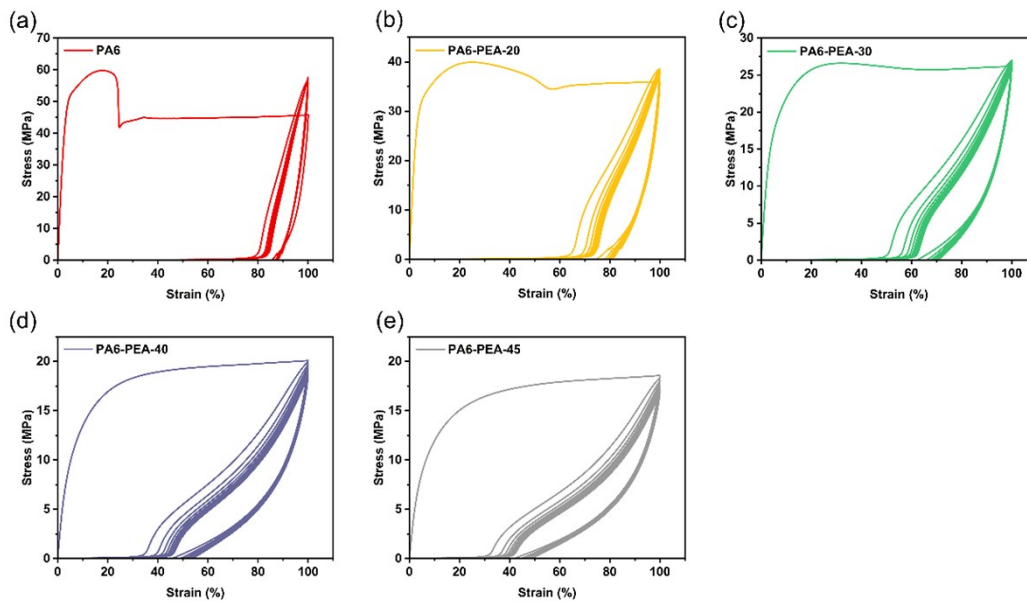 (a)
PA6
70
60
50
40
30
20
10
0
Stress (MPa)
0 20 40 60 80 100
Strain (%)
(b)
PA6-PEA-20
40
30
20
10
0
Stress (MPa)
0 20 40 60 80 100
Strain (%)
(c)
PA6-PEA-30
30
25
20
15
10
5
0
Stress (MPa)
0 20 40 60 80 100
Strain (%)
(d)
PA6-PEA-40
20
15
10
5
0
Stress (MPa)
0 20 40 60 80 100
Strain (%)
(e)
PA6-PEA-45
20
15
10
5
0
Stress (MPa)
0 20 40 60 80 100
Strain (%)